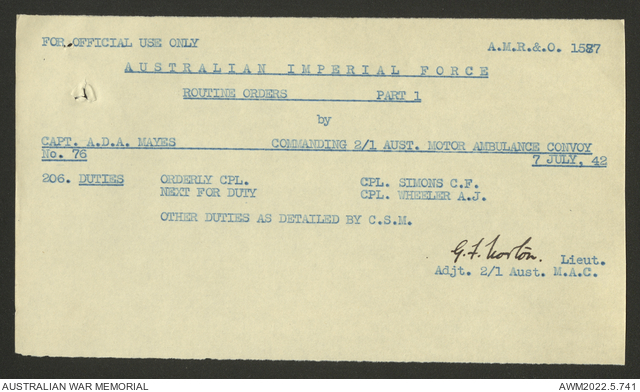 FOR OFFICIAL USE ONLY A.M.R.&O. 1587
AUSTRALIAN IMPERIAL FORCE
ROUTINE ORDERS PART 1
by
CAPT. A.D.A. MAYES COMMANDING 2/1 AUST. MOTOR AMBULANCE CONVOY
No. 76 7 JULY, 42
206. DUTIES ORDERLY CPL. CPL. SIMONS C.F.
NEXT FOR DUTY CPL. WHEELER A.J.
OTHER DUTIES AS DETAILED BY C.S.M.
G.F. Norton. Lieut.
Adjt. 2/1 Aust. M.A.C.
AUSTRALIAN WAR MEMORIAL AWM2022.5.741